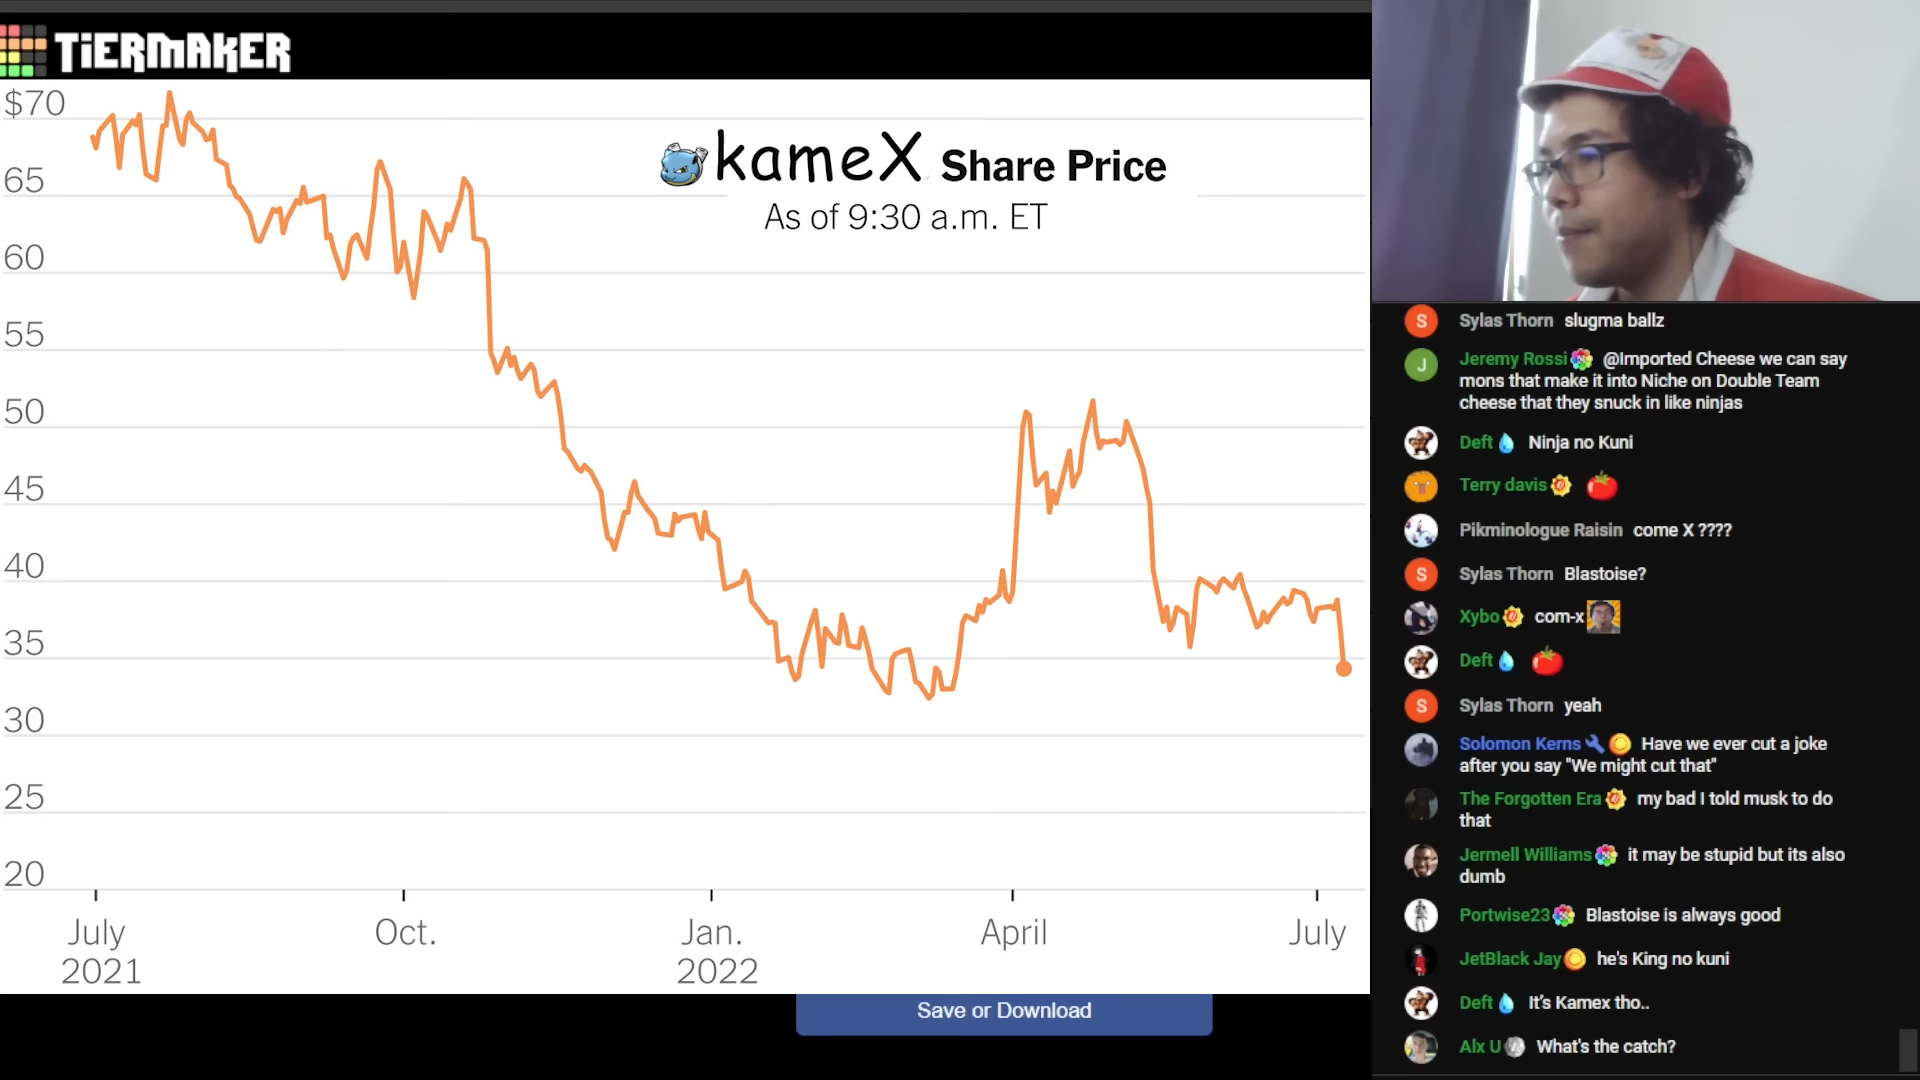 TiERMAKER
$70
65
60
55
50
45
40
35
30
25
20
kameX Share Price
As of 9:30 a.m. ET
July
2021
Oct.
Jan.
2022
April
July
Save or Download
S Sylas Thorn slugma ballz
J Jeremy Rossi @Imported Cheese we can say
mons that make it into Niche on Double Team
cheese that they snuck in like ninjas
Deft Ninja no Kuni
Terry davis
Pikminologue Raisin come X ????
S Sylas Thorn Blastoise?
Xybo com-x
Deft
S Sylas Thorn yeah
Solomon Kerns Have we ever cut a joke
after you say "We might cut that"
The Forgotten Era my bad I told musk to do
that
Jermell Williams it may be stupid but its also
dumb
Portwise23 Blastoise is always good
JetBlack Jay he's King no kuni
Deft It's Kamex tho..
Alx U What's the catch?